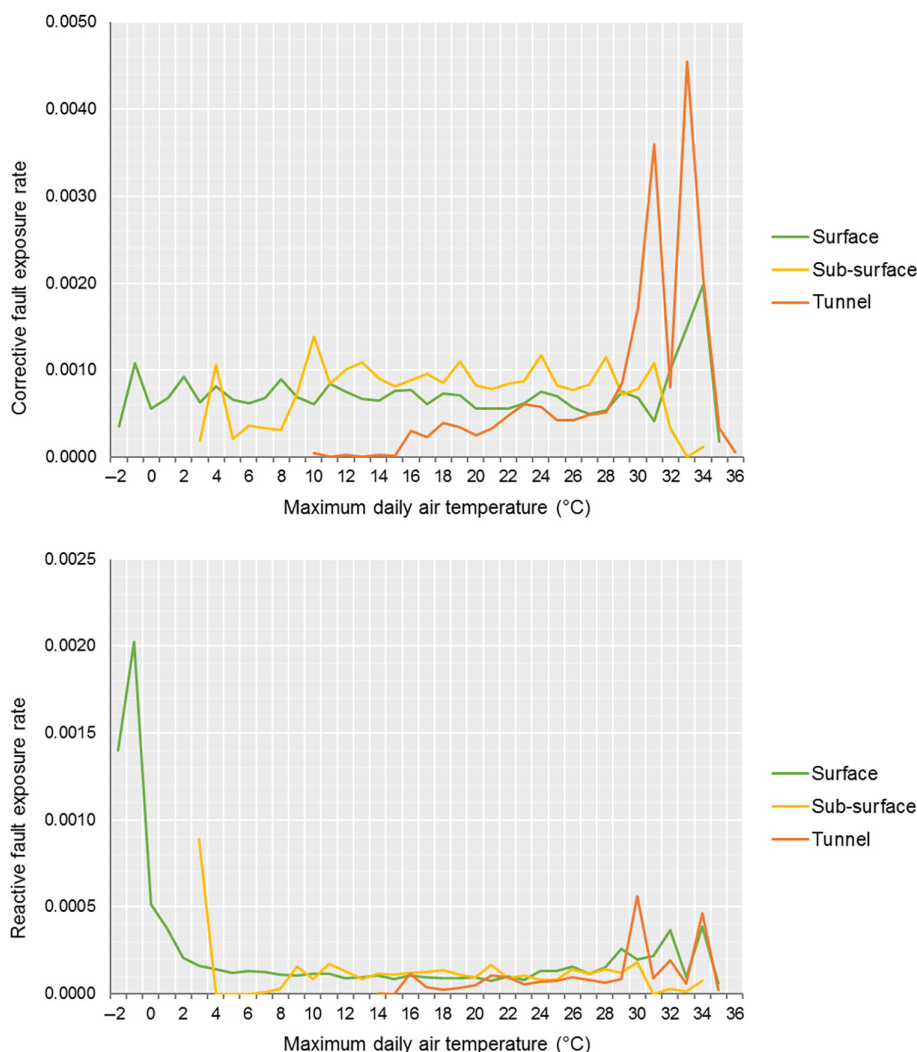 0.0050
0.0040
0.0030
0.0020
0.0010
0.0000
Corrective fault exposure rate
–2 0 2 4 6 8 10 12 14 16 18 20 22 24 26 28 30 32 34 36
Maximum daily air temperature (°C)
Surface
Sub-surface
Tunnel
0.0025
0.0020
0.0015
0.0010
0.0005
0.0000
Reactive fault exposure rate
–2 0 2 4 6 8 10 12 14 16 18 20 22 24 26 28 30 32 34 36
Maximum daily air temperature (°C)
Surface
Sub-surface
Tunnel